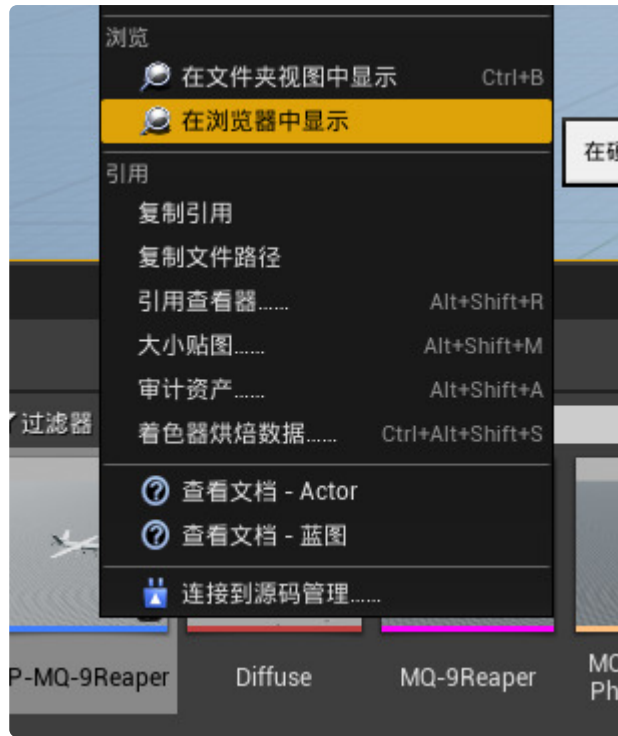 浏览
在文件夹视图中显示 Ctrl+B
在浏览器中显示
在硬
引用
复制引用
复制文件路径
引用查看器…… Alt+Shift+R
大小贴图…… Alt+Shift+M
审计资产…… Alt+Shift+A
过滤器
着色器烘焙数据…… Ctrl+Alt+Shift+S
查看文档 - Actor
查看文档 - 蓝图
连接到源码管理……
P-MQ-9Reaper
Diffuse
MQ-9Reaper
MQ
Ph